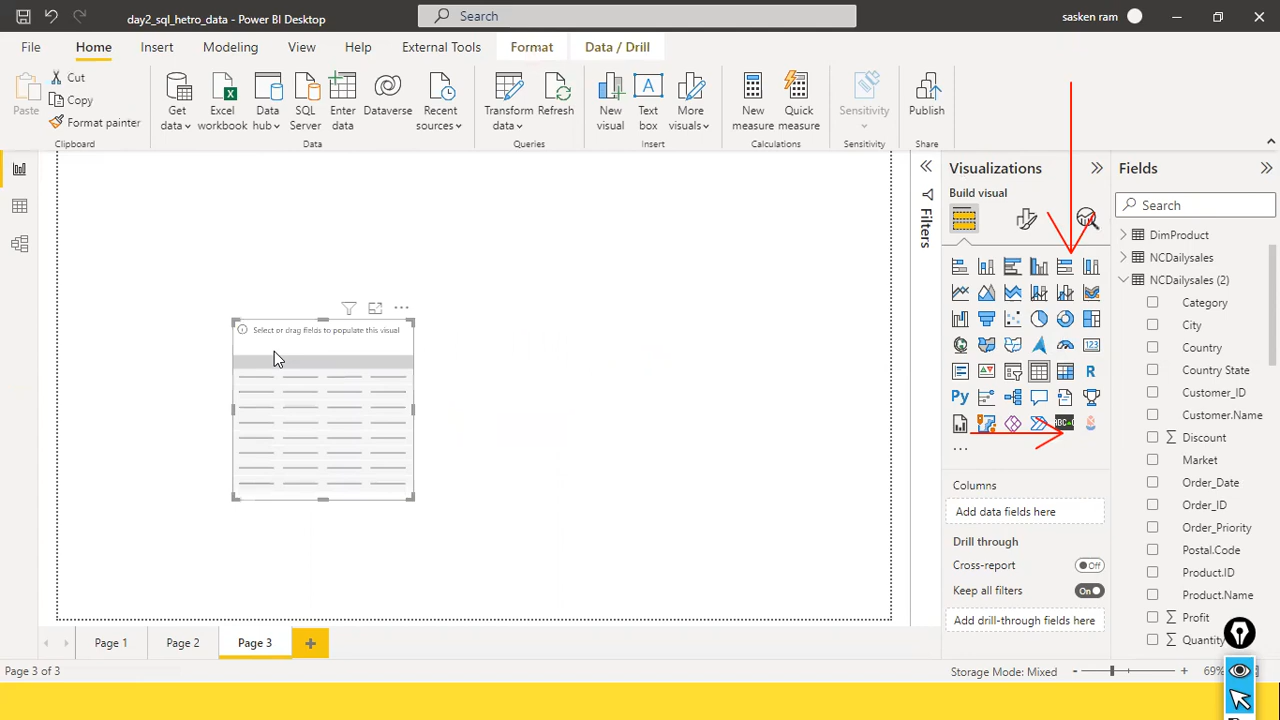 day2_sql_hetro_data - Power BI Desktop
Search
sasken ram
File
Home
Insert
Modeling
View
Help
External Tools
Format
Data / Drill
Paste
Cut
Copy
Format painter
Clipboard
Get data
Excel workbook
Data hub
SQL Server
Enter data
Dataverse
Recent sources
Data
Transform data
Refresh
Queries
New visual
Text box
More visuals
Insert
New measure
Quick measure
Calculations
Sensitivity
Sensitivity
Publish
Share
Select or drag fields to populate this visual
Filters
Visualizations
Build visual
123
R
Py
ABC
Columns
Add data fields here
Drill through
Cross-report
Off
Keep all filters
On
Add drill-through fields here
Fields
Search
DimProduct
NCDailysales
NCDailysales (2)
Category
City
Country
Country State
Customer_ID
Customer.Name
Discount
Market
Order_Date
Order_ID
Order_Priority
Postal.Code
Product.ID
Product.Name
Profit
Quantity
Page 1
Page 2
Page 3
Page 3 of 3
Storage Mode: Mixed
69%